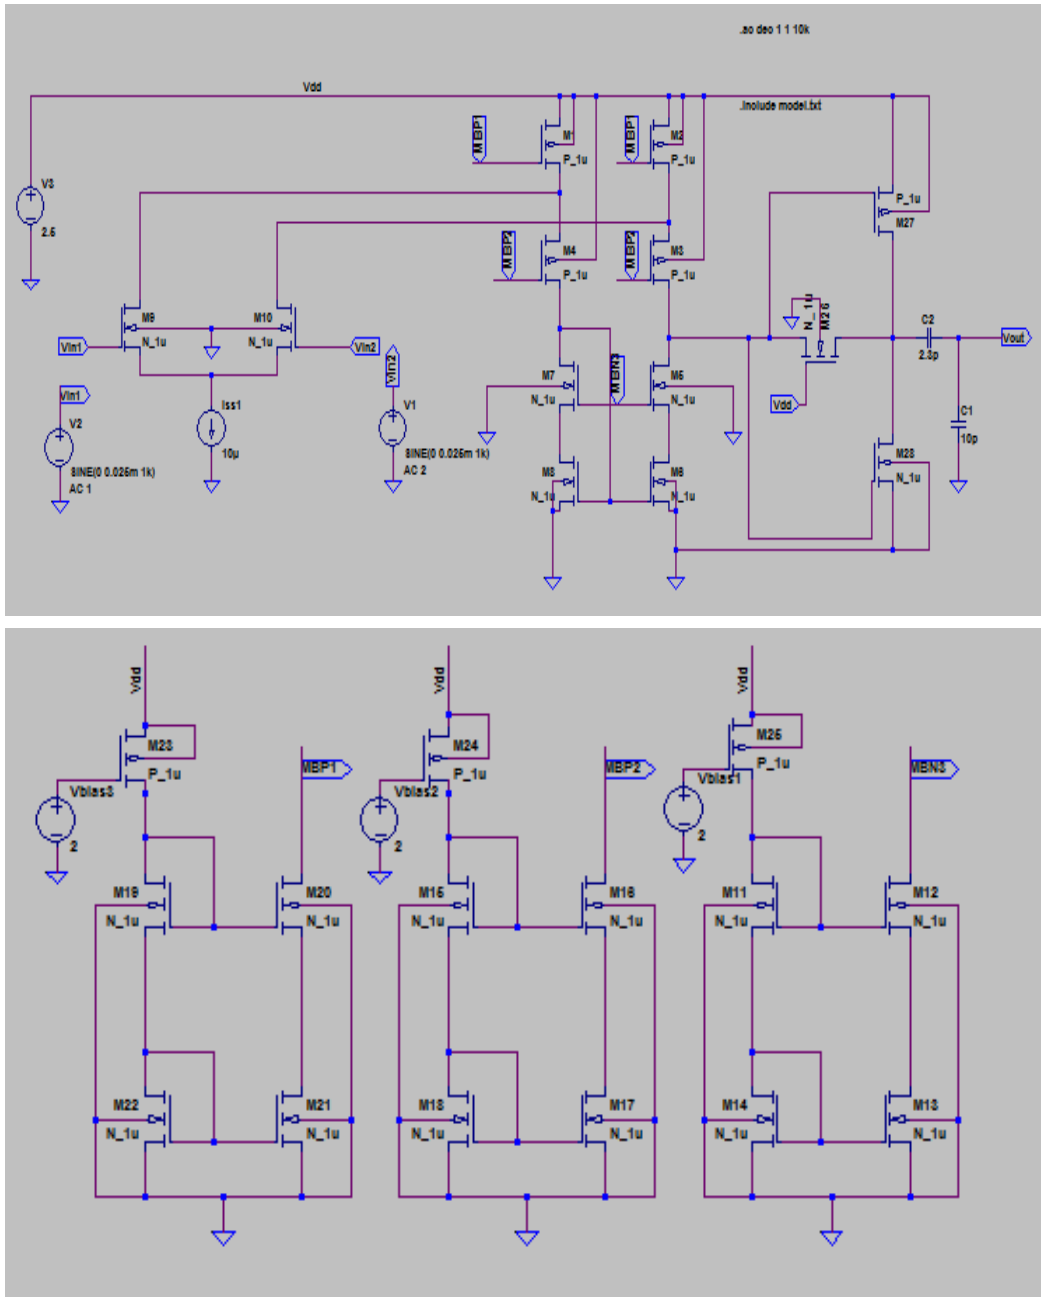 .ac dec 1 1 10k
Vdd
.include model.txt
MBP1
M1
P_1u
MBP1
M2
P_1u
V3
2.5
P_1u
M27
MBP2
M4
P_1u
MBP2
M3
P_1u
M9
N_1u
M10
N_1u
Vin1
Vin2
N_1u
M26
C2
2.3p
Vout
Vin1
V2
SINE(0 0.025m 1k)
AC 1
Iss1
10µ
Vin2
V1
SINE(0 0.025m 1k)
AC 2
M7
N_1u
MBN3
M5
N_1u
Vdd
C1
10p
M8
N_1u
M6
N_1u
M28
N_1u
Vdd
M23
P_1u
Vbias3
2
MBP1
M19
N_1u
M20
N_1u
M22
N_1u
M21
N_1u
Vdd
M24
P_1u
Vbias2
2
MBP2
M15
N_1u
M16
N_1u
M18
N_1u
M17
N_1u
Vdd
M25
P_1u
Vbias1
2
MBN3
M11
N_1u
M12
N_1u
M14
N_1u
M13
N_1u